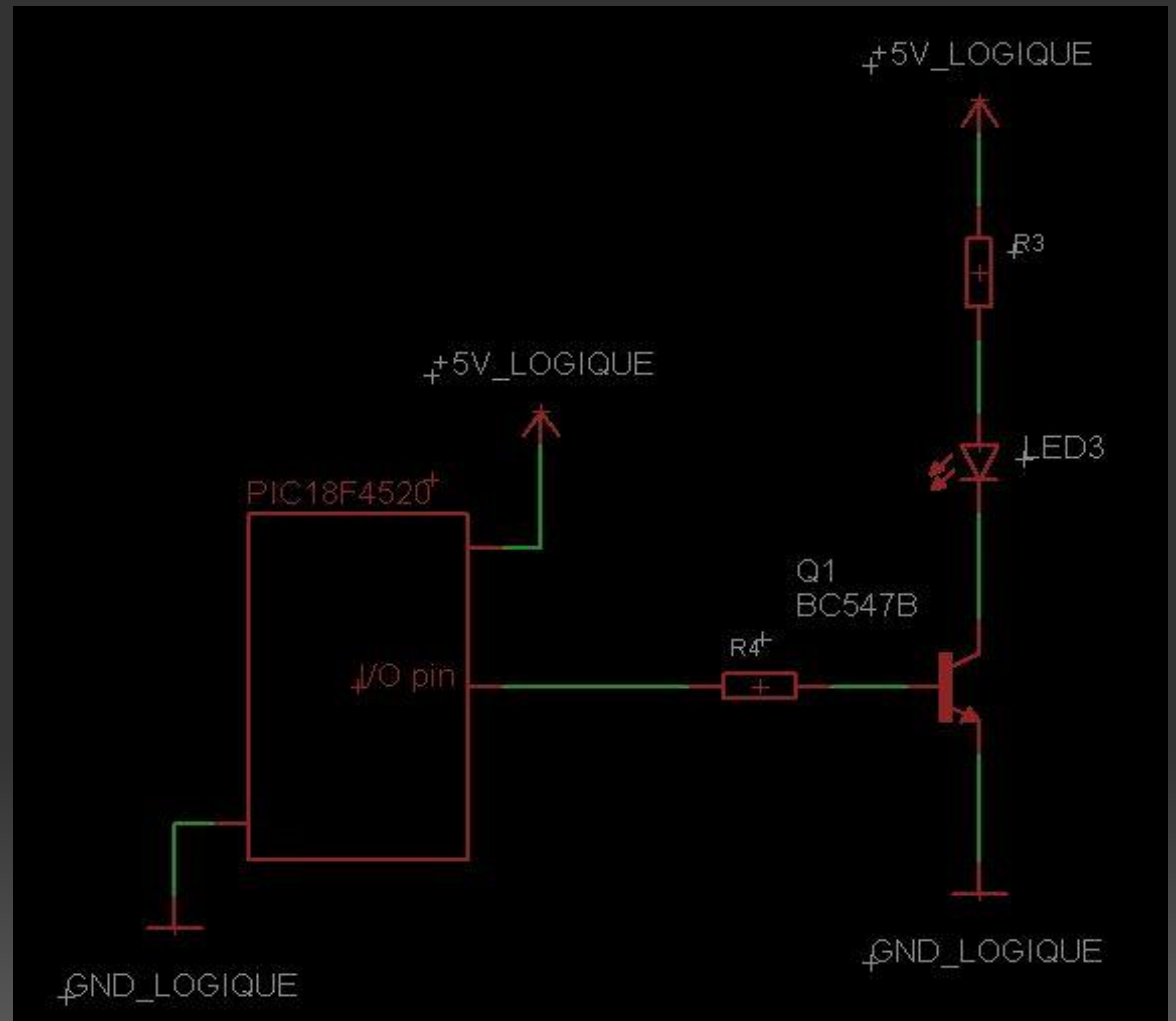 +5V_LOGIQUE
R3
+5V_LOGIQUE
LED3
PIC18F4520
Q1
BC547B
R4
I/O pin
GND_LOGIQUE
GND_LOGIQUE